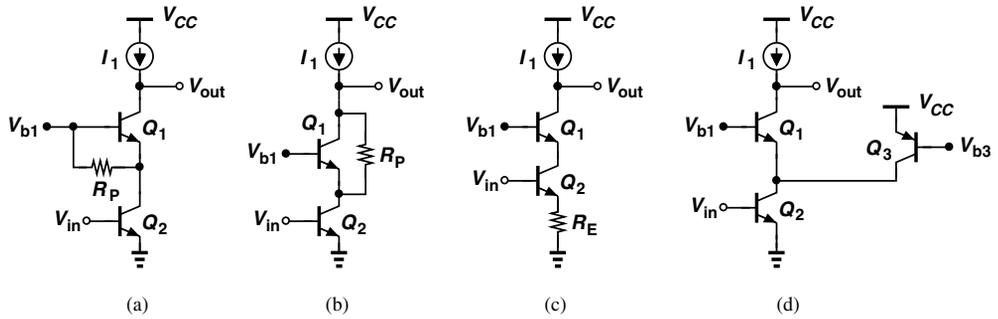 V_CC V_CC V_CC V_CC
I_1 I_1 I_1 I_1
V_out V_out V_out V_out
V_CC
V_b1 Q_1 Q_1 V_b1 Q_1 V_b1 Q_1
V_b1 R_P Q_3 V_b3
R_P
V_in Q_2
V_in Q_2 V_in Q_2 V_in Q_2
R_E
(a) (b) (c) (d)